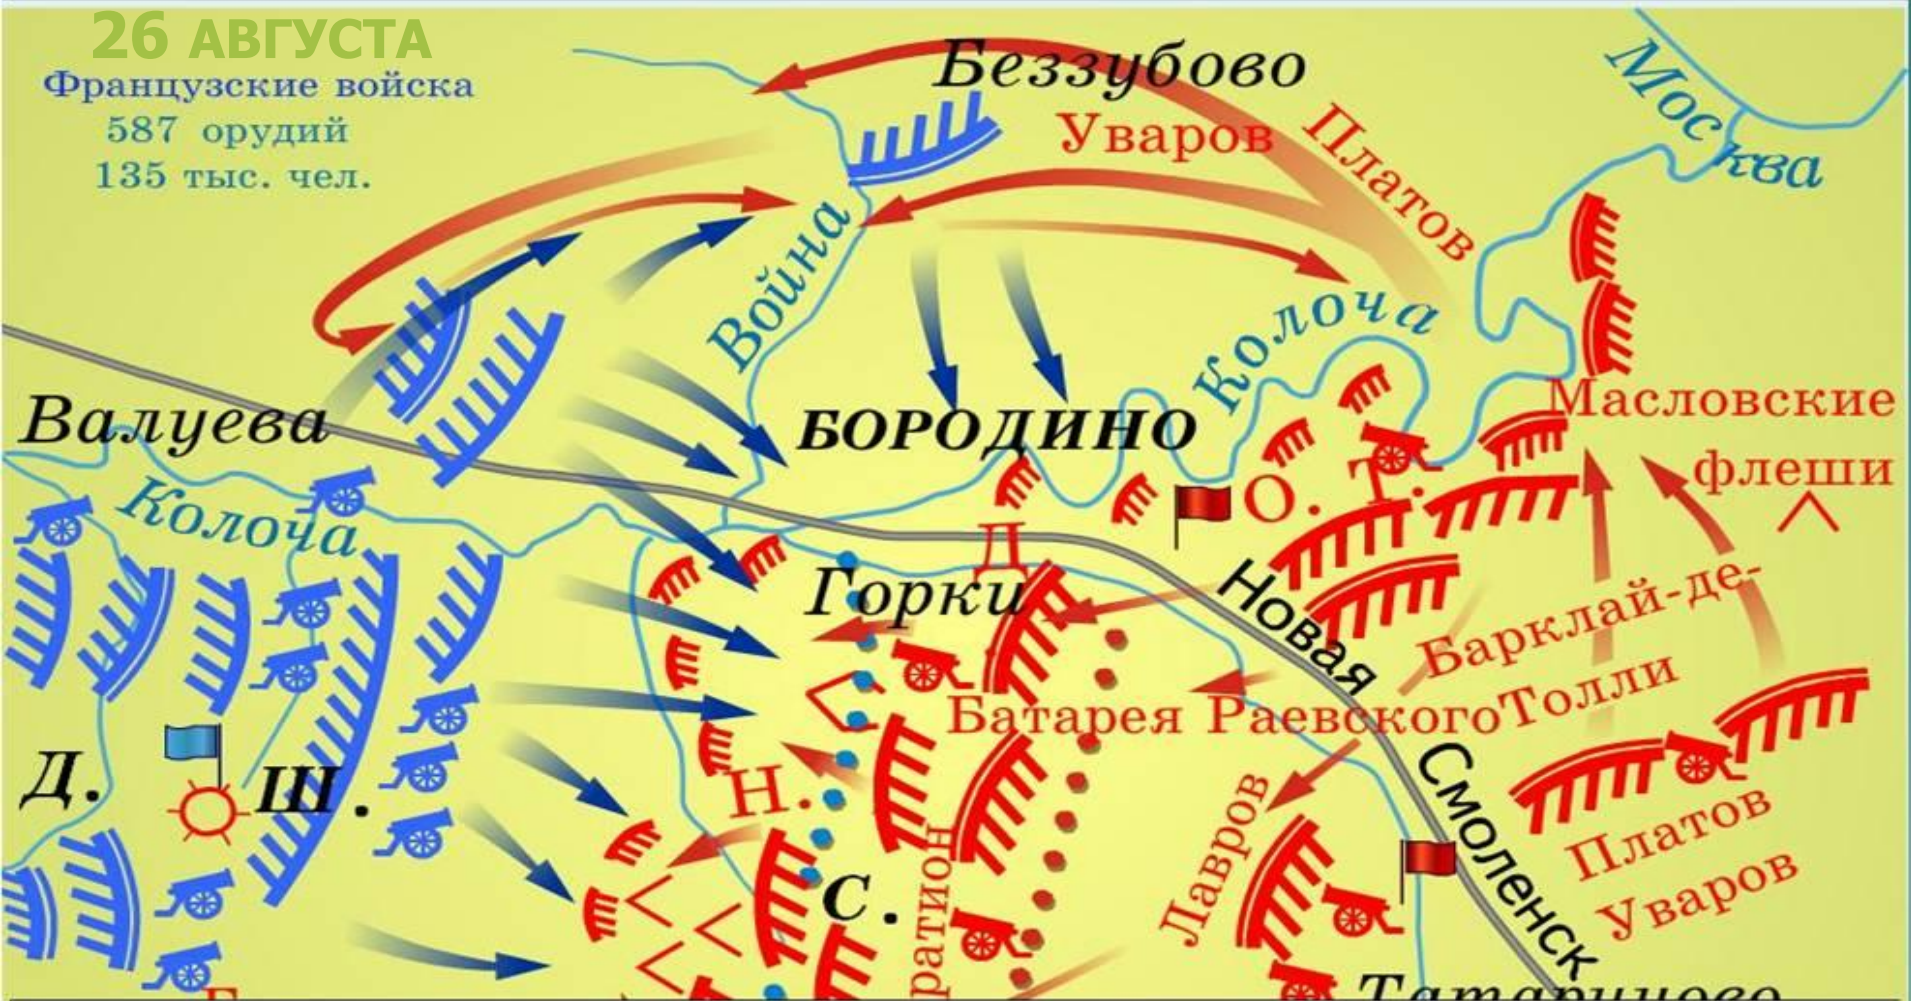 26 АВГУСТА
Французские войска
587 орудий
135 тыс. чел.
Беззубово
Уваров
Платов
Москва
Война
Колоча
Валуева
БОРОДИНО
Масловские
флеши
Колоча
О. Т.
Д
Горки
Новая
Барклай-де-
Толли
Батарея Раевского
Д.
Ш.
Н.
С.
Лавров
Смоленск
Платов
Уваров
ратион
Татариново